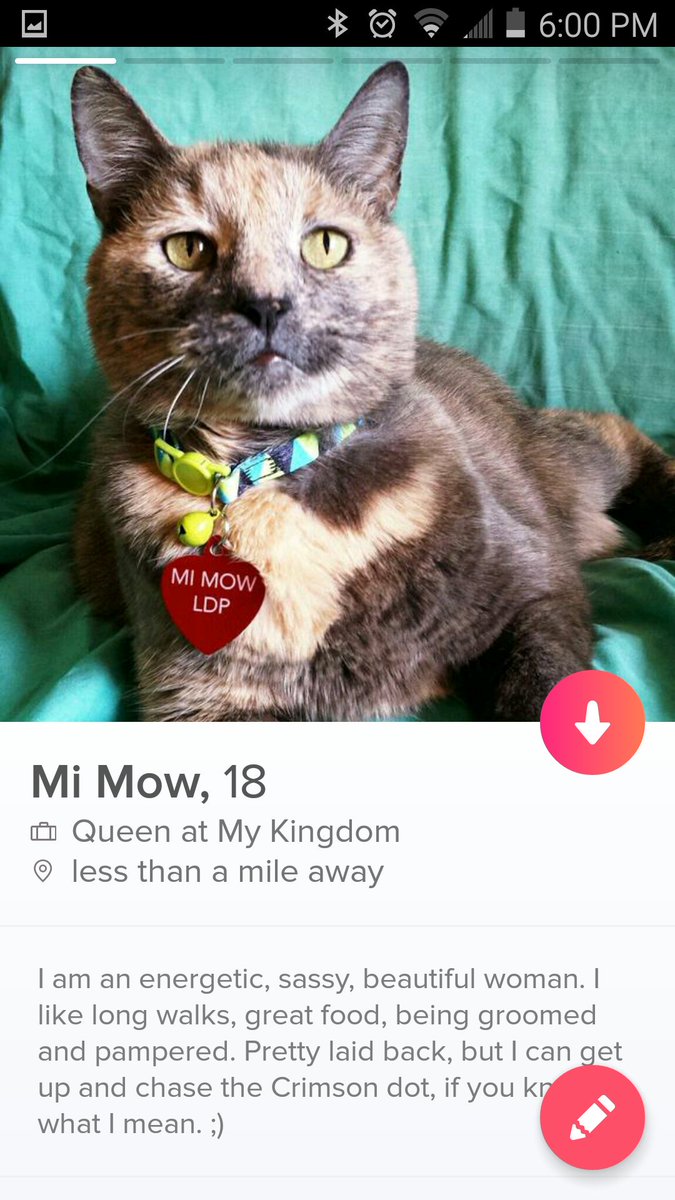 6:00 PM
MI MOW
LDP
Mi Mow, 18
Queen at My Kingdom
less than a mile away
I am an energetic, sassy, beautiful woman. I
like long walks, great food, being groomed
and pampered. Pretty laid back, but I can get
up and chase the Crimson dot, if you
what I mean. ;)